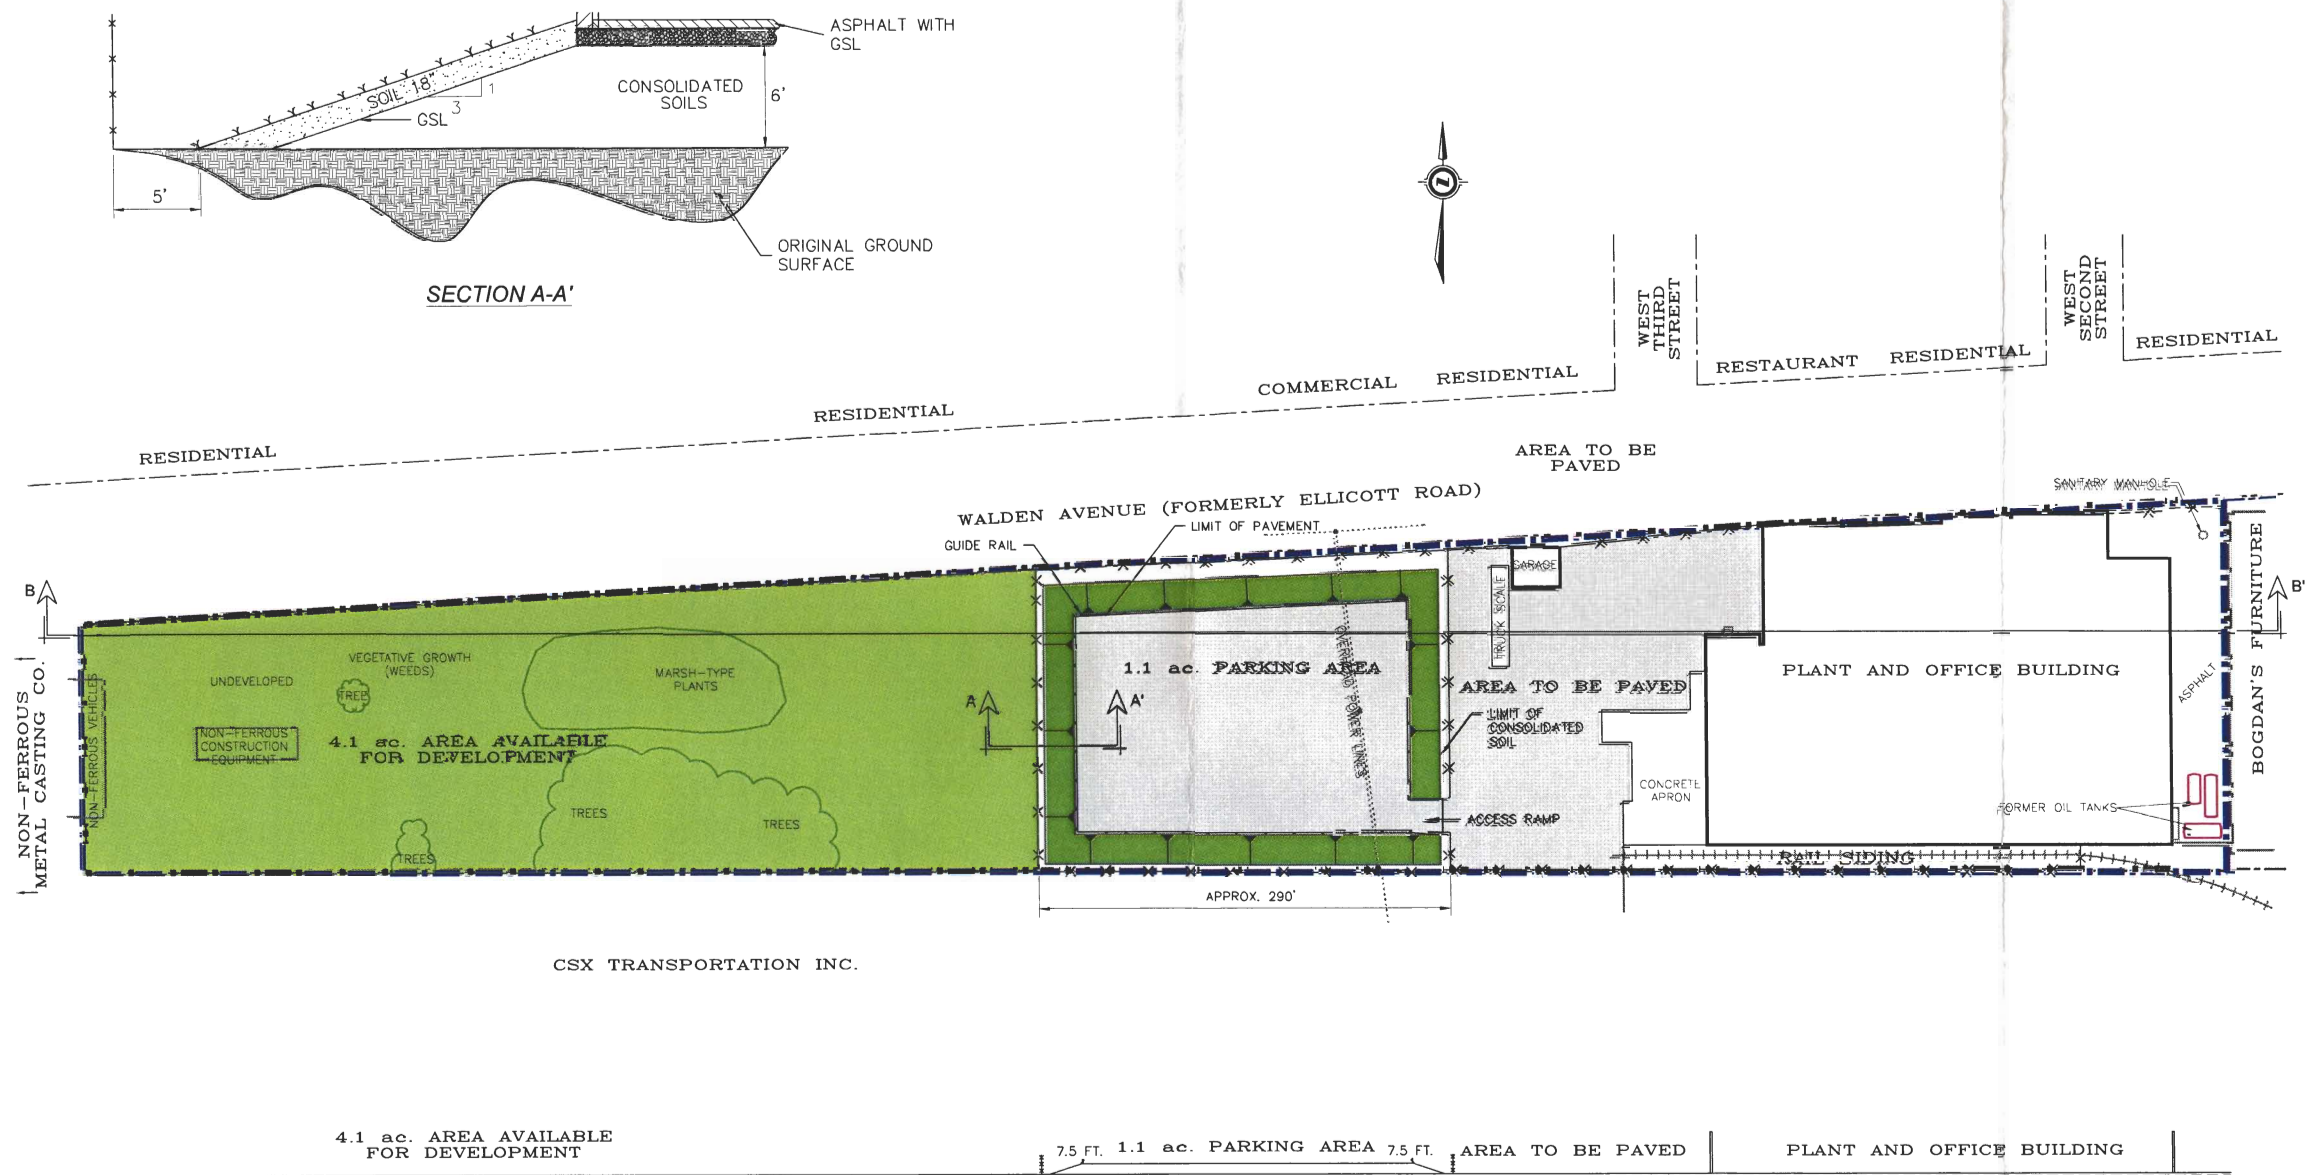 ASPHALT WITH
GSL
SOIL 18"
1
3
GSL
CONSOLIDATED
SOILS
6'
5'
ORIGINAL GROUND
SURFACE
SECTION A-A'
Z
WEST
THIRD
STREET
WEST
SECOND
STREET
RESIDENTIAL
RESIDENTIAL
COMMERCIAL
RESIDENTIAL
RESTAURANT
RESIDENTIAL
RESIDENTIAL
AREA TO BE
PAVED
WALDEN AVENUE (FORMERLY ELLICOTT ROAD)
LIMIT OF PAVEMENT
GUIDE RAIL
SANITARY MANHOLE
B
B'
NON-FERROUS
METAL CASTING CO.
NON-FERROUS VEHICLES
UNDEVELOPED
VEGETATIVE GROWTH
(WEEDS)
TREE
MARSH-TYPE
PLANTS
NON-FERROUS
CONSTRUCTION
EQUIPMENT
4.1 ac. AREA AVAILABLE
FOR DEVELOPMENT
TREES
TREES
TREES
A
A'
1.1 ac. PARKING AREA
OVERHEAD POWER LINES
TRUCK SCALE
GARAGE
AREA TO BE PAVED
LIMIT OF
CONSOLIDATED
SOIL
ACCESS RAMP
CONCRETE
APRON
PLANT AND OFFICE BUILDING
ASPHALT
FORMER OIL TANKS
BOGDAN'S FURNITURE
RAIL SIDING
APPROX. 290'
CSX TRANSPORTATION INC.
4.1 ac. AREA AVAILABLE
FOR DEVELOPMENT
7.5 FT.
1.1 ac. PARKING AREA
7.5 FT.
AREA TO BE PAVED
PLANT AND OFFICE BUILDING